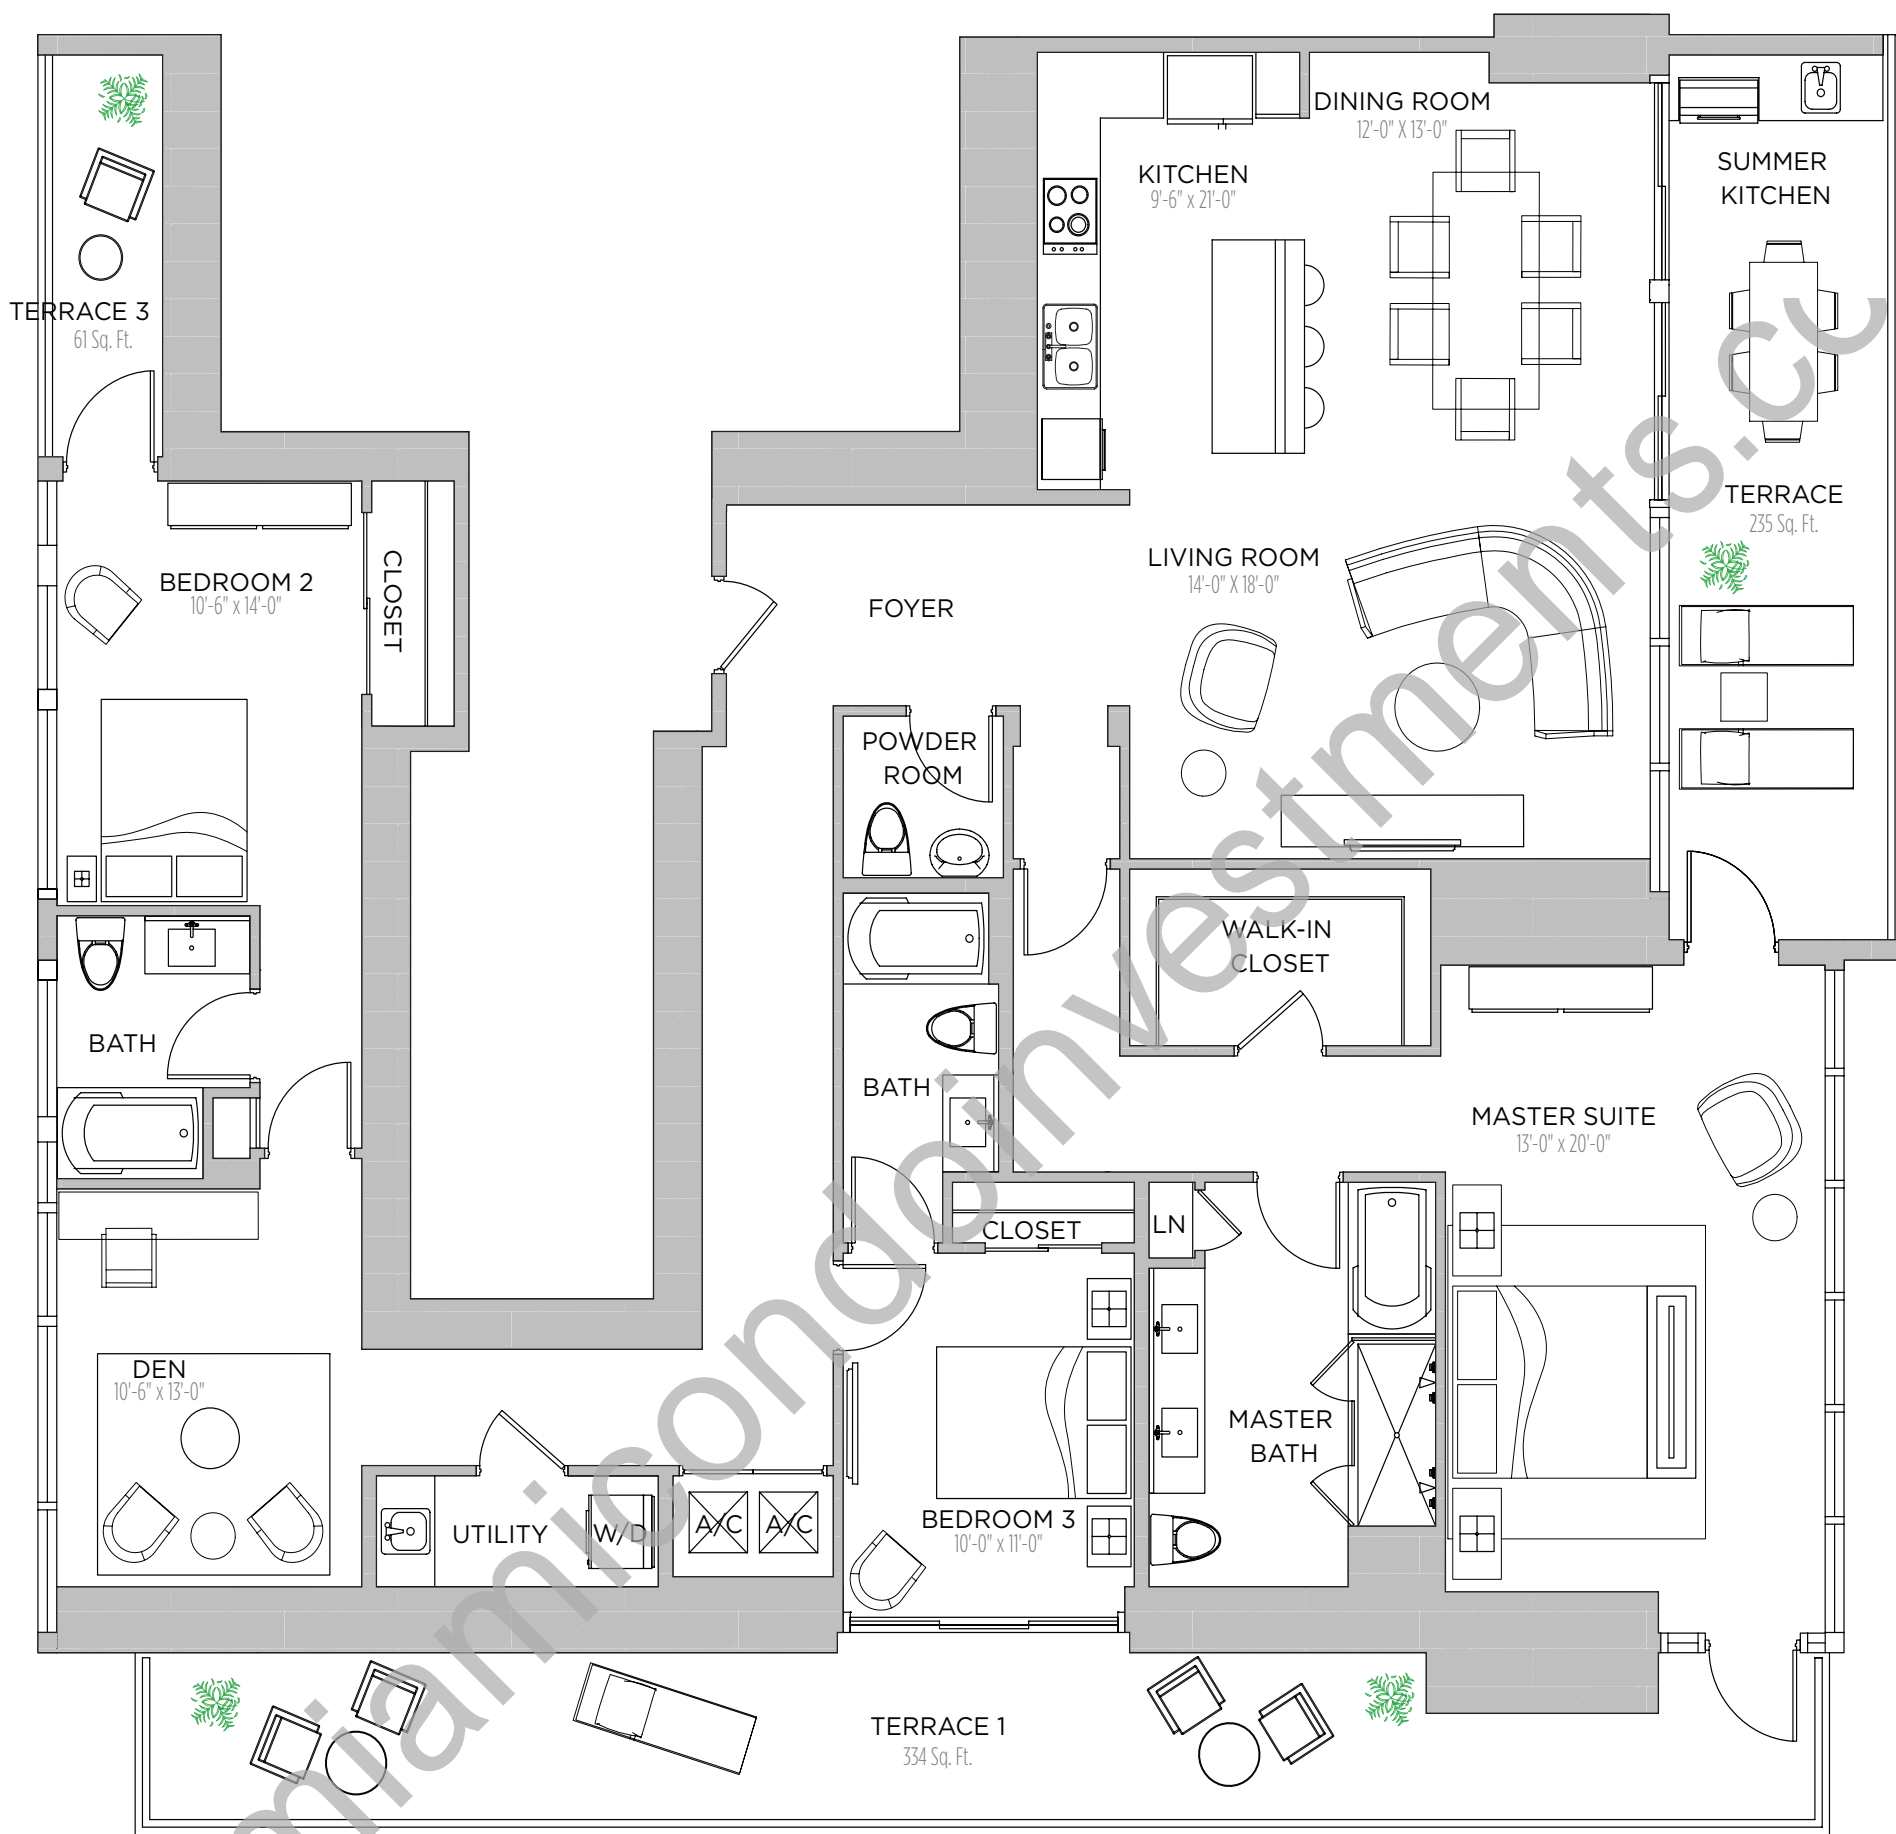 DINING ROOM
12'-0" X 13'-0"
KITCHEN
9'-6" x 21'-0"
SUMMER
KITCHEN
TERRACE 3
61 Sq. Ft.
TERRACE
235 Sq. Ft.
BEDROOM 2
10'-6" x 14'-0"
CLOSET
LIVING ROOM
14'-0" X 18'-0"
FOYER
POWDER
ROOM
WALK-IN
CLOSET
BATH
BATH
MASTER SUITE
13'-0" x 20'-0"
CLOSET
LN
DEN
10'-6" x 13'-0"
MASTER
BATH
UTILITY
W/D
A/C
A/C
BEDROOM 3
10'-0" x 11'-0"
TERRACE 1
334 Sq. Ft.
miamicondoinvestments.cc